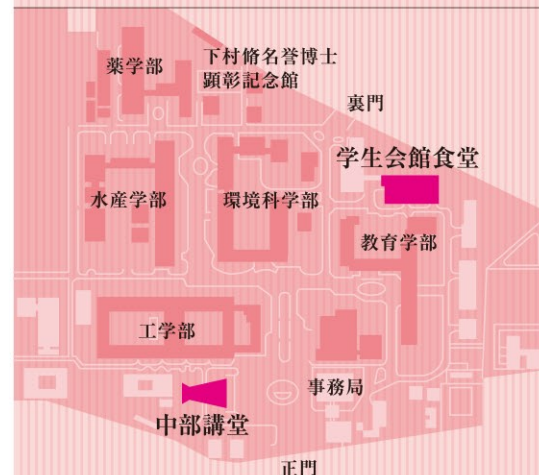 薬学部
下村脩名誉博士
顕彰記念館
裏門
学生会館食堂
水産学部
環境科学部
教育学部
工学部
事務局
中部講堂
正門